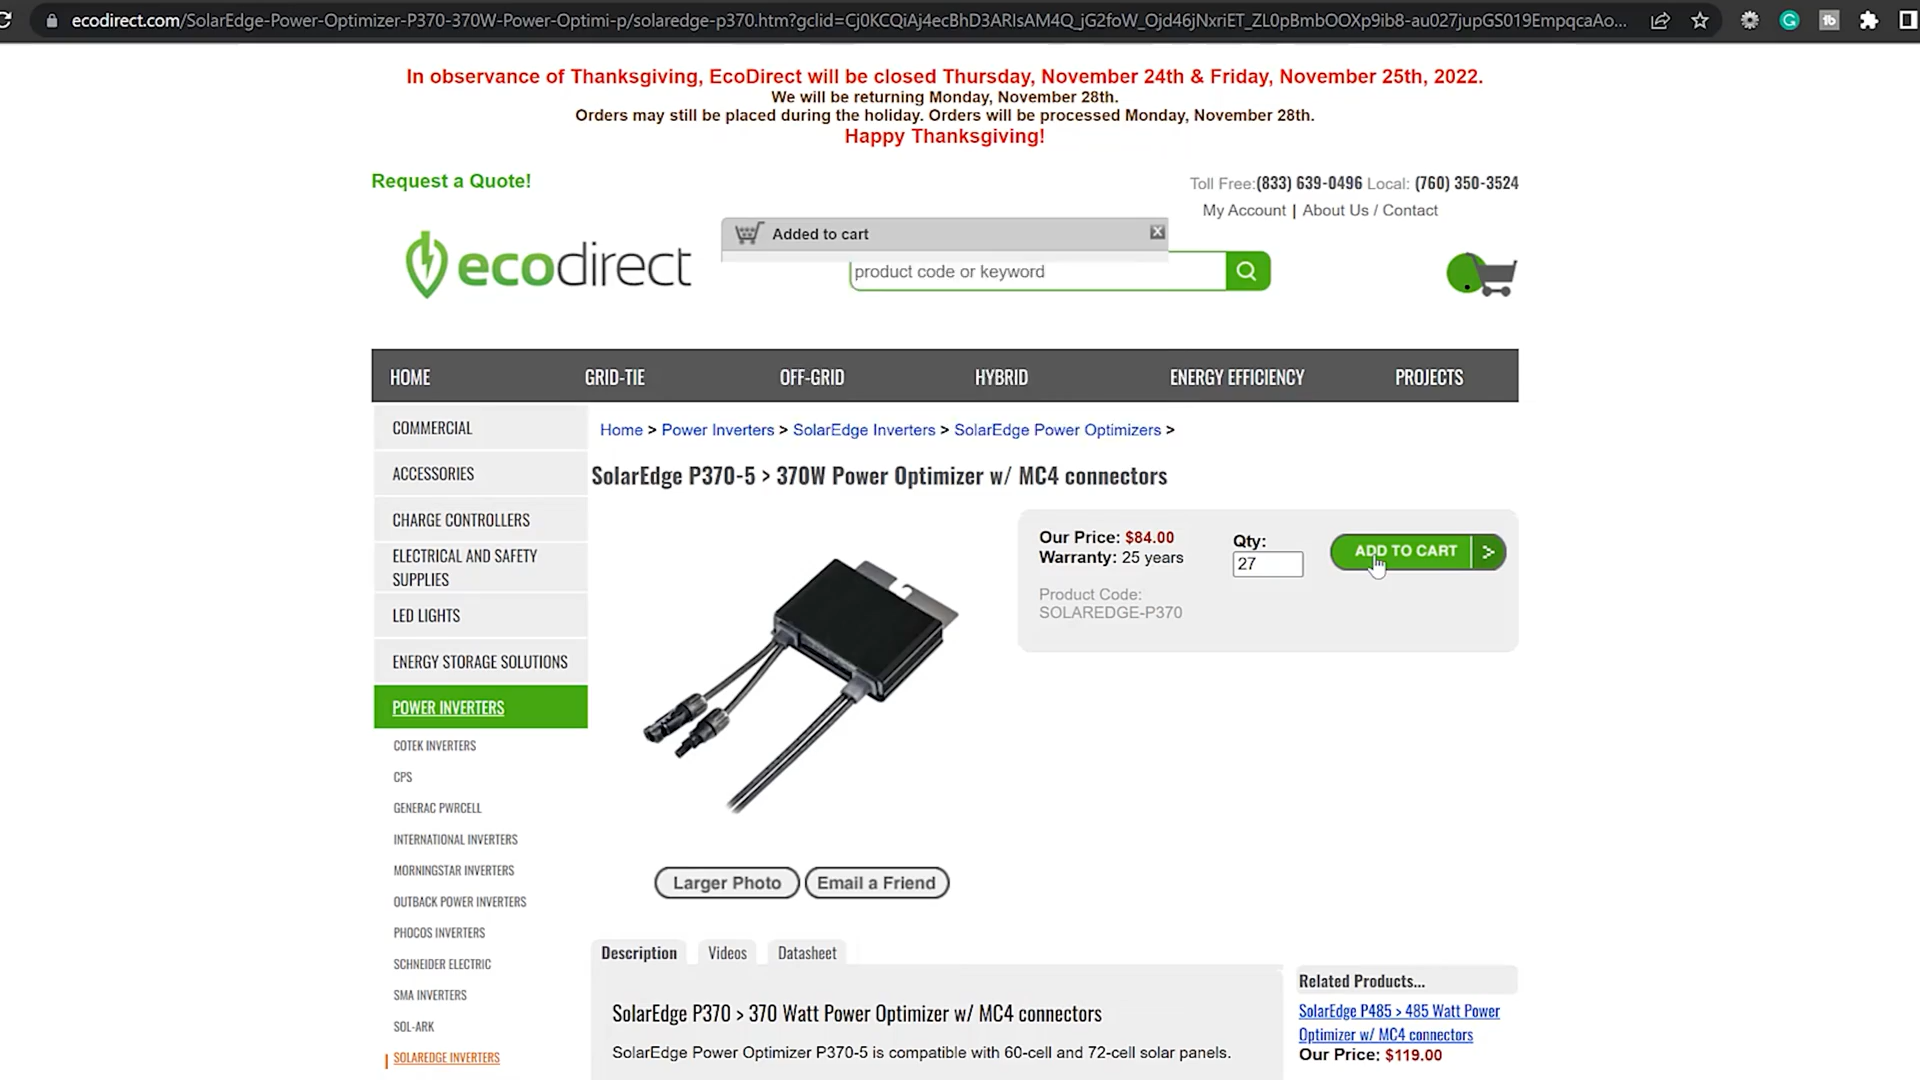 ecodirect.com/SolarEdge-Power-Optimizer-P370-370W-Power-Optimi-p/solaredge-p370.htm?gclid=Cj0KCQiAj4ecBhD3ARIsAM4Q_jG2foW_Ojd46jNxriET_ZL0pBmbOOXp9ib8-au027jupGS019EmpqcaAo...
In observance of Thanksgiving, EcoDirect will be closed Thursday, November 24th & Friday, November 25th, 2022.
We will be returning Monday, November 28th.
Orders may still be placed during the holiday. Orders will be processed Monday, November 28th.
Happy Thanksgiving!
Request a Quote!
Toll Free:(833) 639-0496 Local: (760) 350-3524
My Account | About Us / Contact
Added to cart
ecodirect
product code or keyword
HOME GRID-TIE OFF-GRID HYBRID ENERGY EFFICIENCY PROJECTS
COMMERCIAL
ACCESSORIES
CHARGE CONTROLLERS
ELECTRICAL AND SAFETY
SUPPLIES
LED LIGHTS
ENERGY STORAGE SOLUTIONS
POWER INVERTERS
COTEK INVERTERS
CPS
GENERAC PWRCELL
INTERNATIONAL INVERTERS
MORNINGSTAR INVERTERS
OUTBACK POWER INVERTERS
PHOCOS INVERTERS
SCHNEIDER ELECTRIC
SMA INVERTERS
SOL-ARK
SOLAREDGE INVERTERS
Home > Power Inverters > SolarEdge Inverters > SolarEdge Power Optimizers >
SolarEdge P370-5 > 370W Power Optimizer w/ MC4 connectors
Our Price: $84.00
Warranty: 25 years
Product Code:
SOLAREDGE-P370
Qty:
27
ADD TO CART >
Larger Photo Email a Friend
Description Videos Datasheet
SolarEdge P370 > 370 Watt Power Optimizer w/ MC4 connectors
SolarEdge Power Optimizer P370-5 is compatible with 60-cell and 72-cell solar panels.
Related Products...
SolarEdge P485 > 485 Watt Power
Optimizer w/ MC4 connectors
Our Price: $119.00